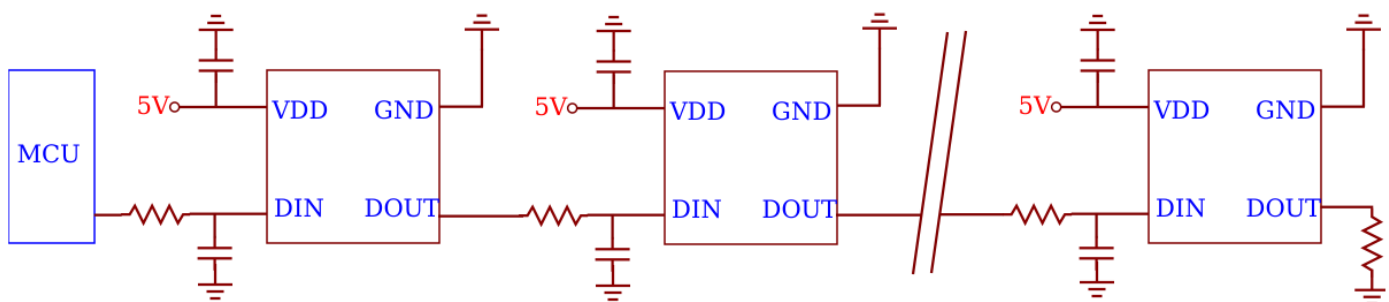 MCU
5V
VDD
GND
DIN
DOUT
5V
VDD
GND
DIN
DOUT
5V
VDD
GND
DIN
DOUT